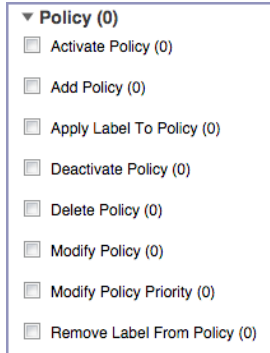 Policy (0)
Activate Policy (0)
Add Policy (0)
Apply Label To Policy (0)
Deactivate Policy (0)
Delete Policy (0)
Modify Policy (0)
Modify Policy Priority (0)
Remove Label From Policy (0)